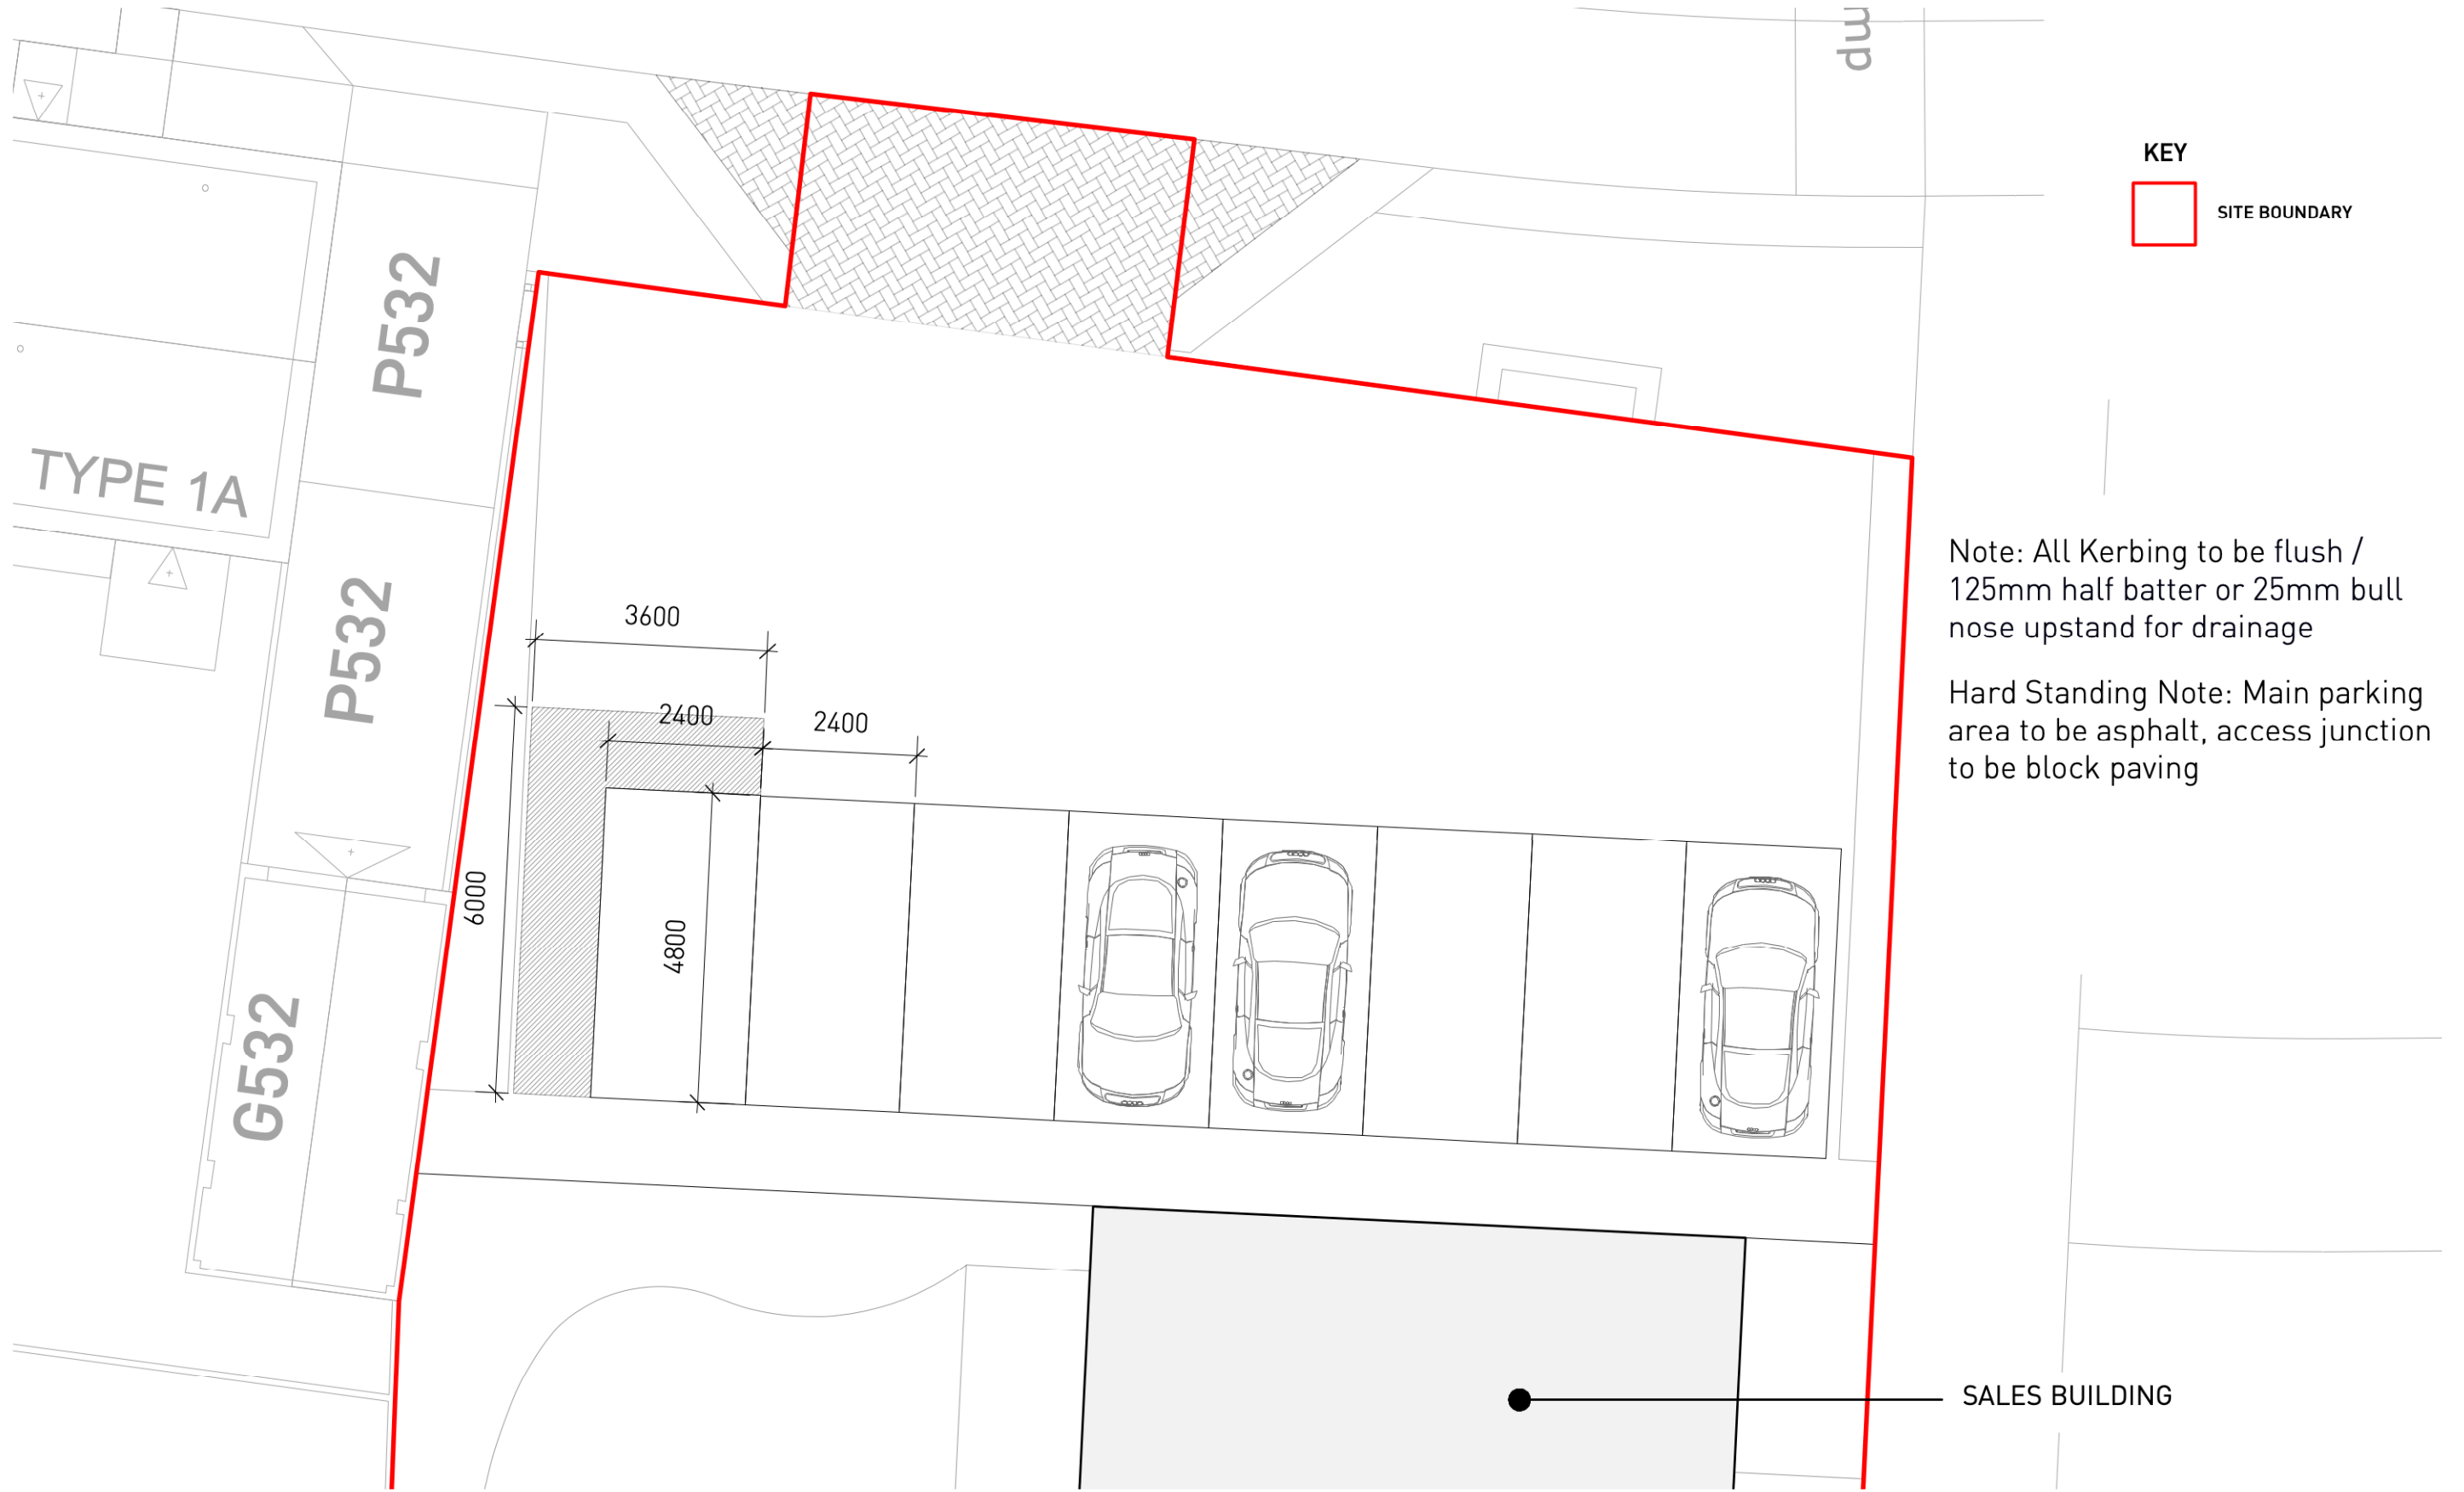 mp
KEY
SITE BOUNDARY
P532
TYPE 1A
P532
G532
3600
2400
2400
6000
4800
Note: All Kerbing to be flush /
125mm half batter or 25mm bull
nose upstand for drainage
Hard Standing Note: Main parking
area to be asphalt, access junction
to be block paving
SALES BUILDING